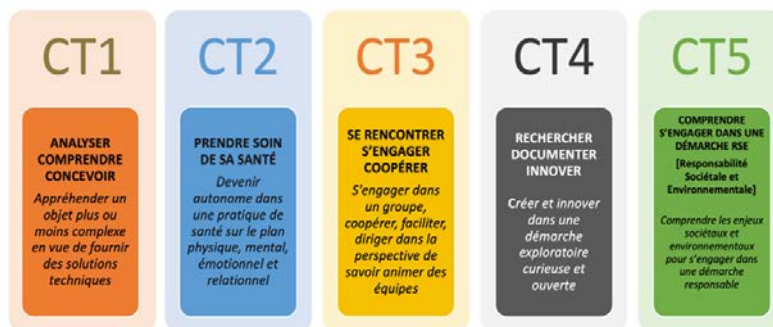 CT1
ANALYSER
COMPRENDRE
CONCEVOIR
Appréhender un
objet plus ou
moins complexe
en vue de fournir
des solutions
techniques
CT2
PRENDRE SOIN
DE SA SANTÉ
Devenir
autonome dans
une pratique de
santé sur le plan
physique, mental,
émotionnel et
relationnel
CT3
SE RENCONTRER
S'ENGAGER
COOPÉRER
S'engager dans
un groupe,
coopérer, faciliter,
diriger dans la
perspective de
savoir animer des
équipes
CT4
RECHERCHER
DOCUMENTER
INNOVER
Créer et innover
dans une
démarche
exploratoire
curieuse et
ouverte
CT5
COMPRENDRE
S'ENGAGER DANS UNE
DÉMARCHE RSE
[Responsabilité
Sociétale et
Environnementale]
Comprendre les enjeux
sociétaux et
environnementaux
pour s'engager dans
une démarche
responsable